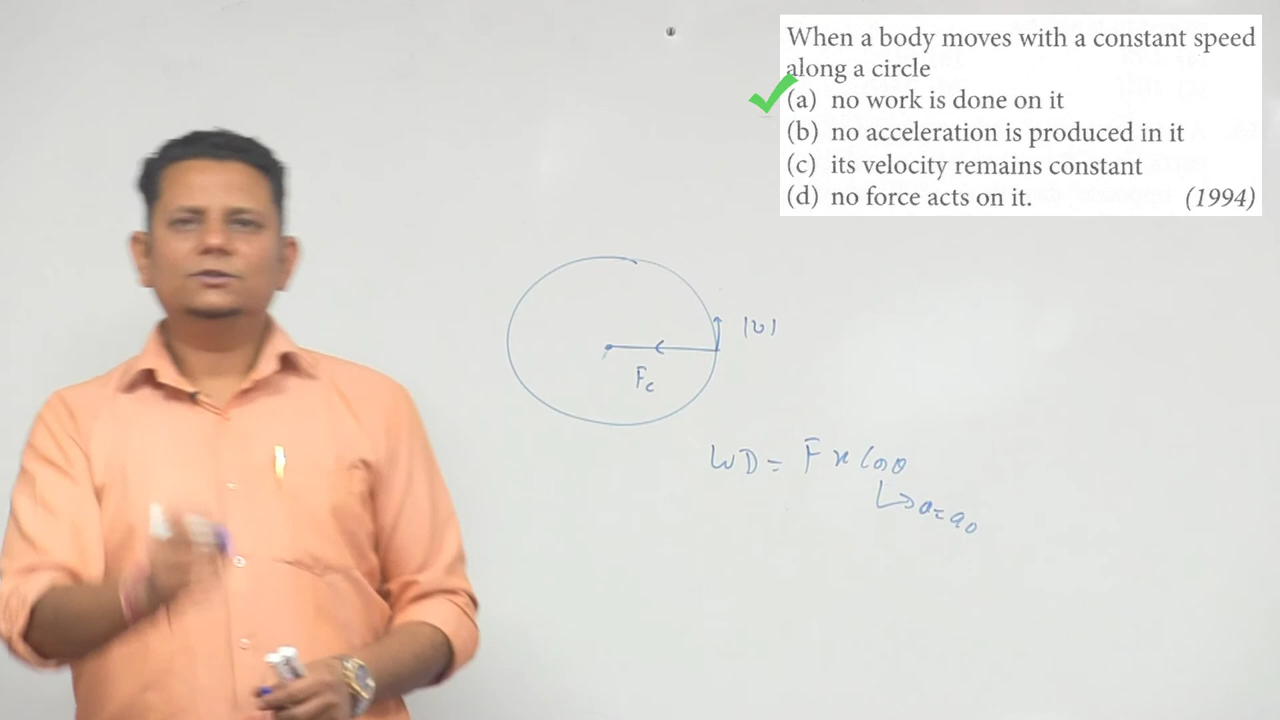 When a body moves with a constant speed
along a circle
(a) no work is done on it
(b) no acceleration is produced in it
(c) its velocity remains constant
(d) no force acts on it. (1994)
|v|
Fc
WD = F x Cos θ
↳ θ = 90